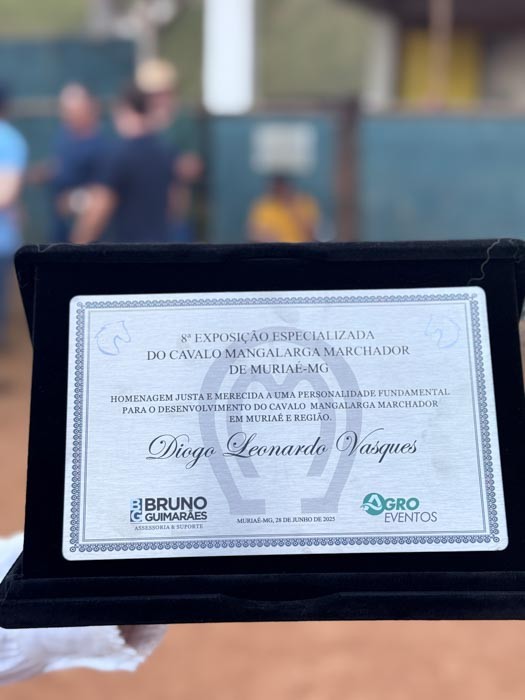 8ª EXPOSIÇÃO ESPECIALIZADA
DO CAVALO MANGALARGA MARCHADOR
DE MURIAÉ-MG
HOMENAGEM JUSTA E MERECIDA A UMA PERSONALIDADE FUNDAMENTAL
PARA O DESENVOLVIMENTO DO CAVALO MANGALARGA MARCHADOR
EM MURIAÉ E REGIÃO.
Diogo Leonardo Vasques
BG BRUNO
GUIMARÃES
ASSESSORIA & SUPORTE
MURIAÉ-MG, 28 DE JUNHO DE 2025
AGRO
EVENTOS